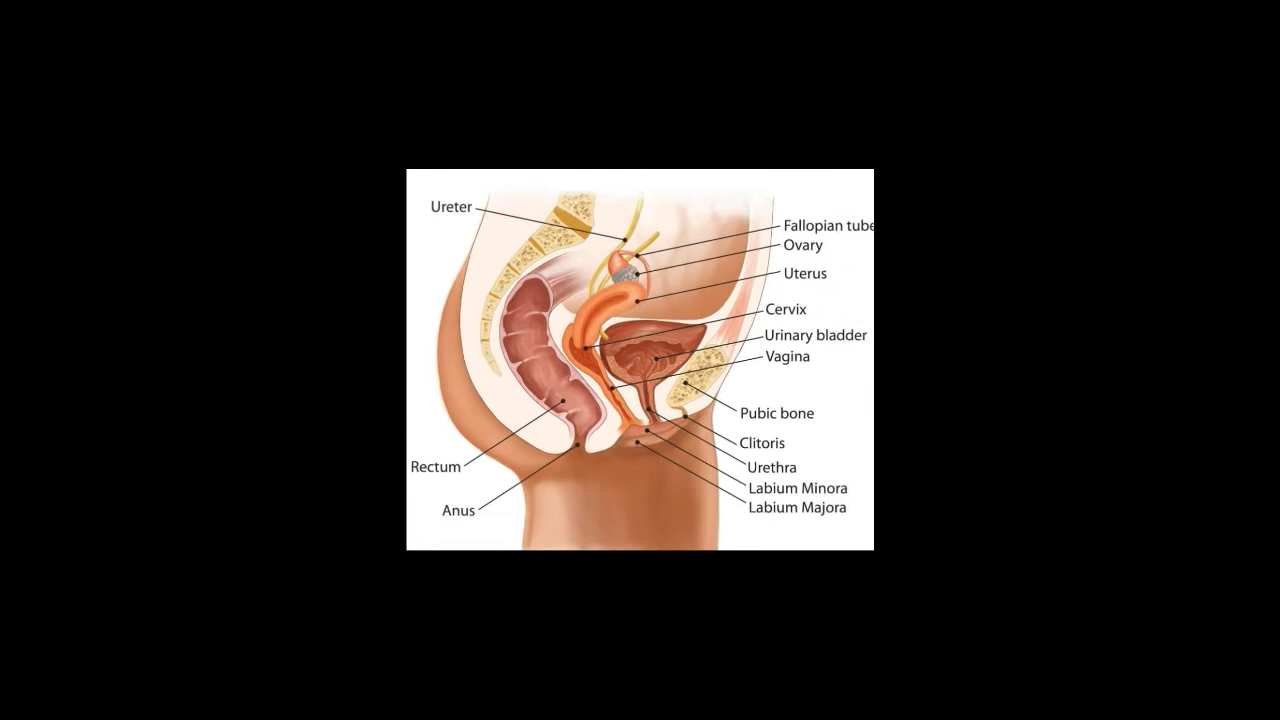 Ureter
Fallopian tube
Ovary
Uterus
Cervix
Urinary bladder
Vagina
Pubic bone
Clitoris
Rectum
Urethra
Labium Minora
Labium Majora
Anus